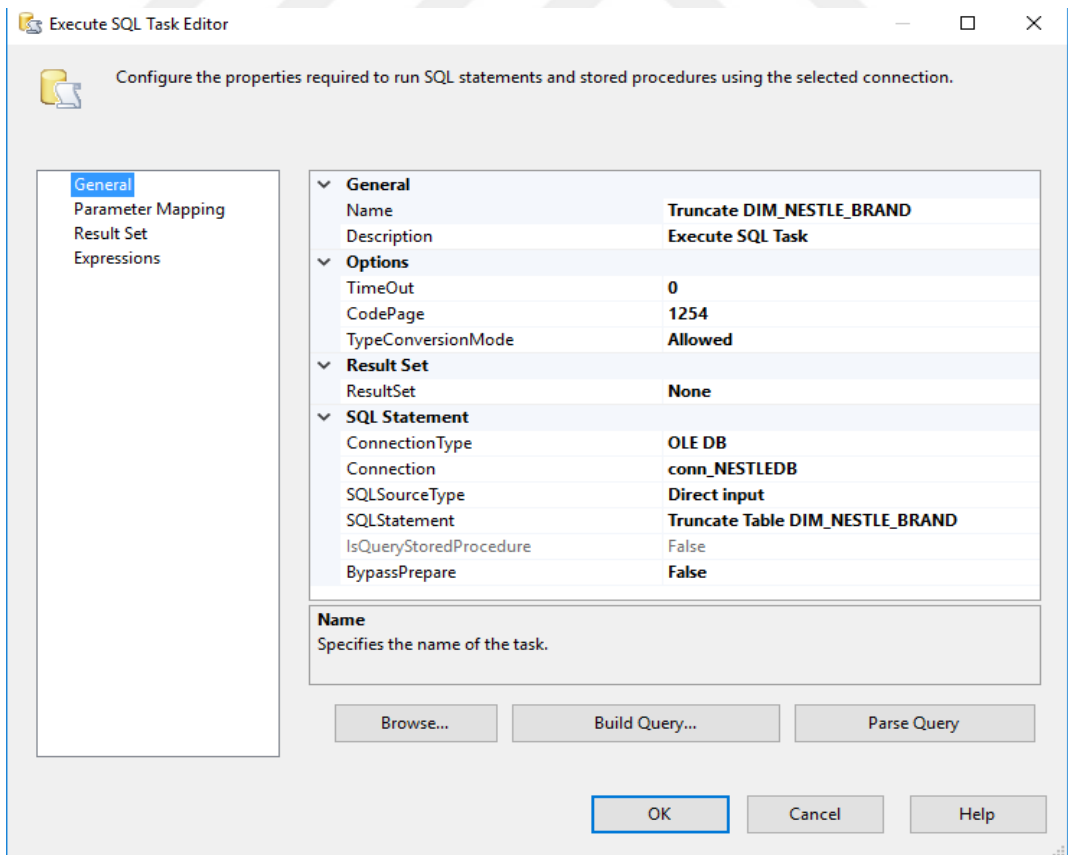 Execute SQL Task Editor
Configure the properties required to run SQL statements and stored procedures using the selected connection.
General
Parameter Mapping
Result Set
Expressions
General
Name Truncate DIM_NESTLE_BRAND
Description Execute SQL Task
Options
TimeOut 0
CodePage 1254
TypeConversionMode Allowed
Result Set
ResultSet None
SQL Statement
ConnectionType OLE DB
Connection conn_NESTLEDB
SQLSourceType Direct input
SQLStatement Truncate Table DIM_NESTLE_BRAND
IsQueryStoredProcedure False
BypassPrepare False
Name
Specifies the name of the task.
Browse... Build Query... Parse Query
OK Cancel Help